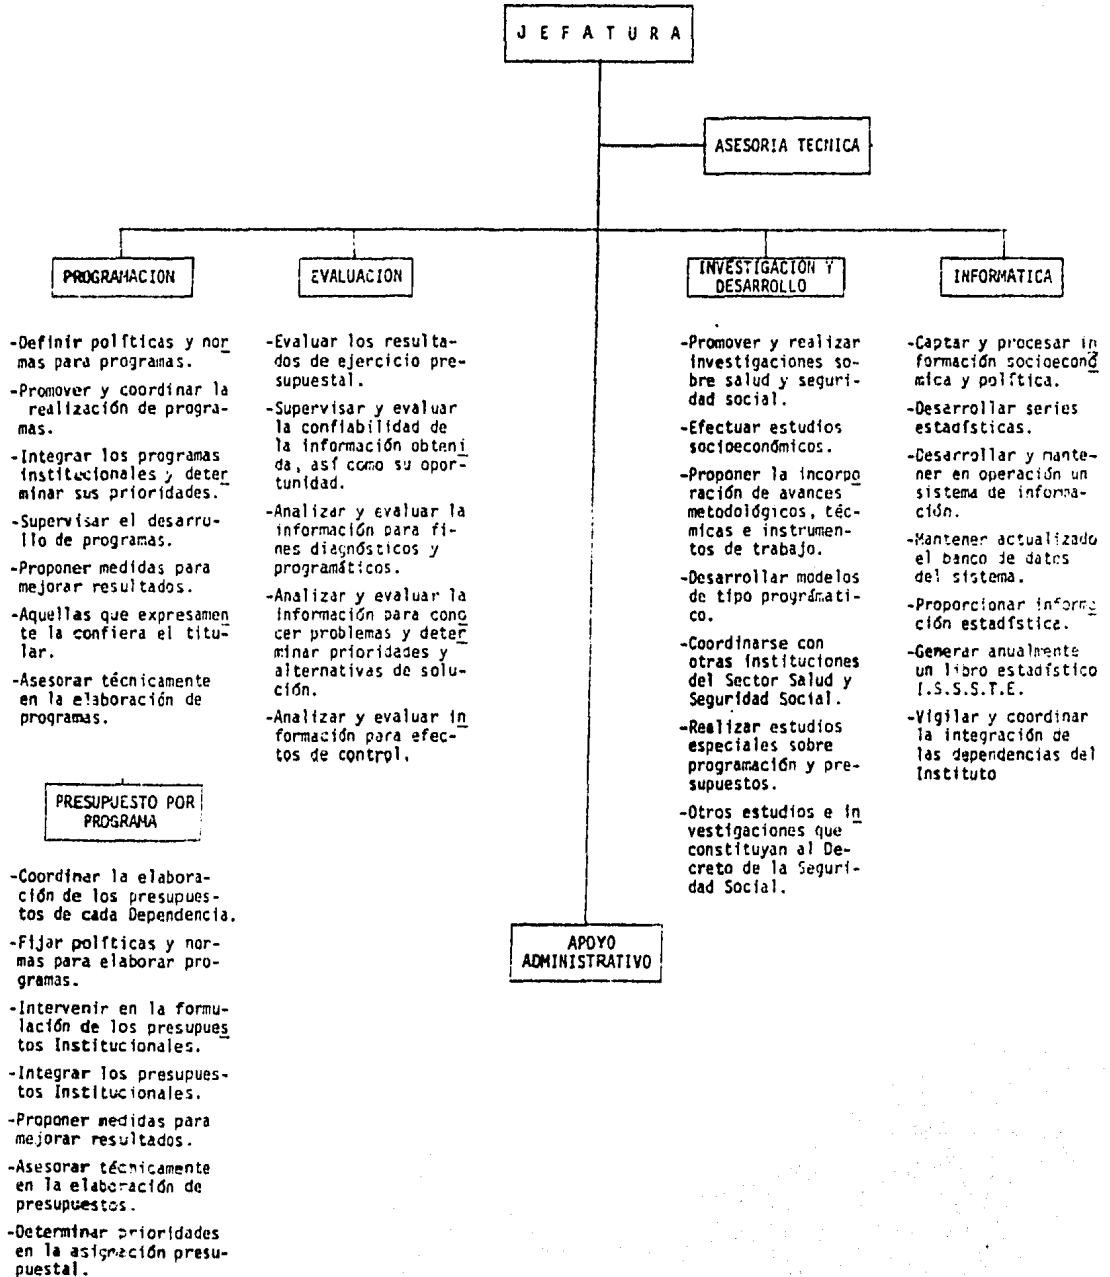 J E F A T U R A
ASESORIA TECNICA
PROGRAMACION
-Definir políticas y nor
mas para programas.
-Promover y coordinar la
realización de progra-
mas.
-Integrar los programas
institucionales y deter
minar sus prioridades.
-Supervisar el desarro-
llo de programas.
-Proponer medidas para
mejorar resultados.
-Aquellas que expresamen
te la confiera el titu-
lar.
-Asesorar técnicamente
en la elaboración de
programas.
PRESUPUESTO POR
PROGRAMA
-Coordinar la elabora-
ción de los presupues-
tos de cada Dependencia.
-Fijar políticas y nor-
mas para elaborar pro-
gramas.
-Intervenir en la formu-
lación de los presupues
tos Institucionales.
-Integrar los presupues-
tos Institucionales.
-Proponer medidas para
mejorar resultados.
-Asesorar técnicamente
en la elaboración de
presupuestos.
-Determinar prioridades
en la asignación presu-
puestal.
EVALUACION
-Evaluar los resulta-
dos de ejercicio pre-
supuestal.
-Supervisar y evaluar
la confiabilidad de
la información obteni
da, así como su opor-
tunidad.
-Analizar y evaluar la
información para fi-
nes diagnósticos y
programáticos.
-Analizar y evaluar la
información para cono
cer problemas y deter
minar prioridades y
alternativas de solu-
ción.
-Analizar y evaluar in
formación para efec-
tos de control.
INVESTIGACION Y
DESARROLLO
-Promover y realizar
investigaciones so-
bre salud y seguri-
dad social.
-Efectuar estudios
socioeconómicos.
-Proponer la incorpo
ración de avances
metodológicos, téc-
micas e instrumen-
tos de trabajo.
-Desarrollar modelos
de tipo prográmati-
co.
-Coordinarse con
otras instituciones
del Sector Salud y
Seguridad Social.
-Realizar estudios
especiales sobre
programación y pre-
supuestos.
-Otros estudios e in
vestigaciones que
constituyan al De-
creto de la Seguri-
dad Social.
INFORMATICA
-Captar y procesar in
formación socioeconó
mica y política.
-Desarrollar series
estadísticas.
-Desarrollar y mante-
ner en operación un
sistema de informa-
ción.
-Mantener actualizado
el banco de datos
del sistema.
-Proporcionar informa
ción estadística.
-Generar anualmente
un libro estadístico
I.S.S.S.T.E.
-Vigilar y coordinar
la integración de
las dependencias del
Instituto
APOYO
ADMINISTRATIVO